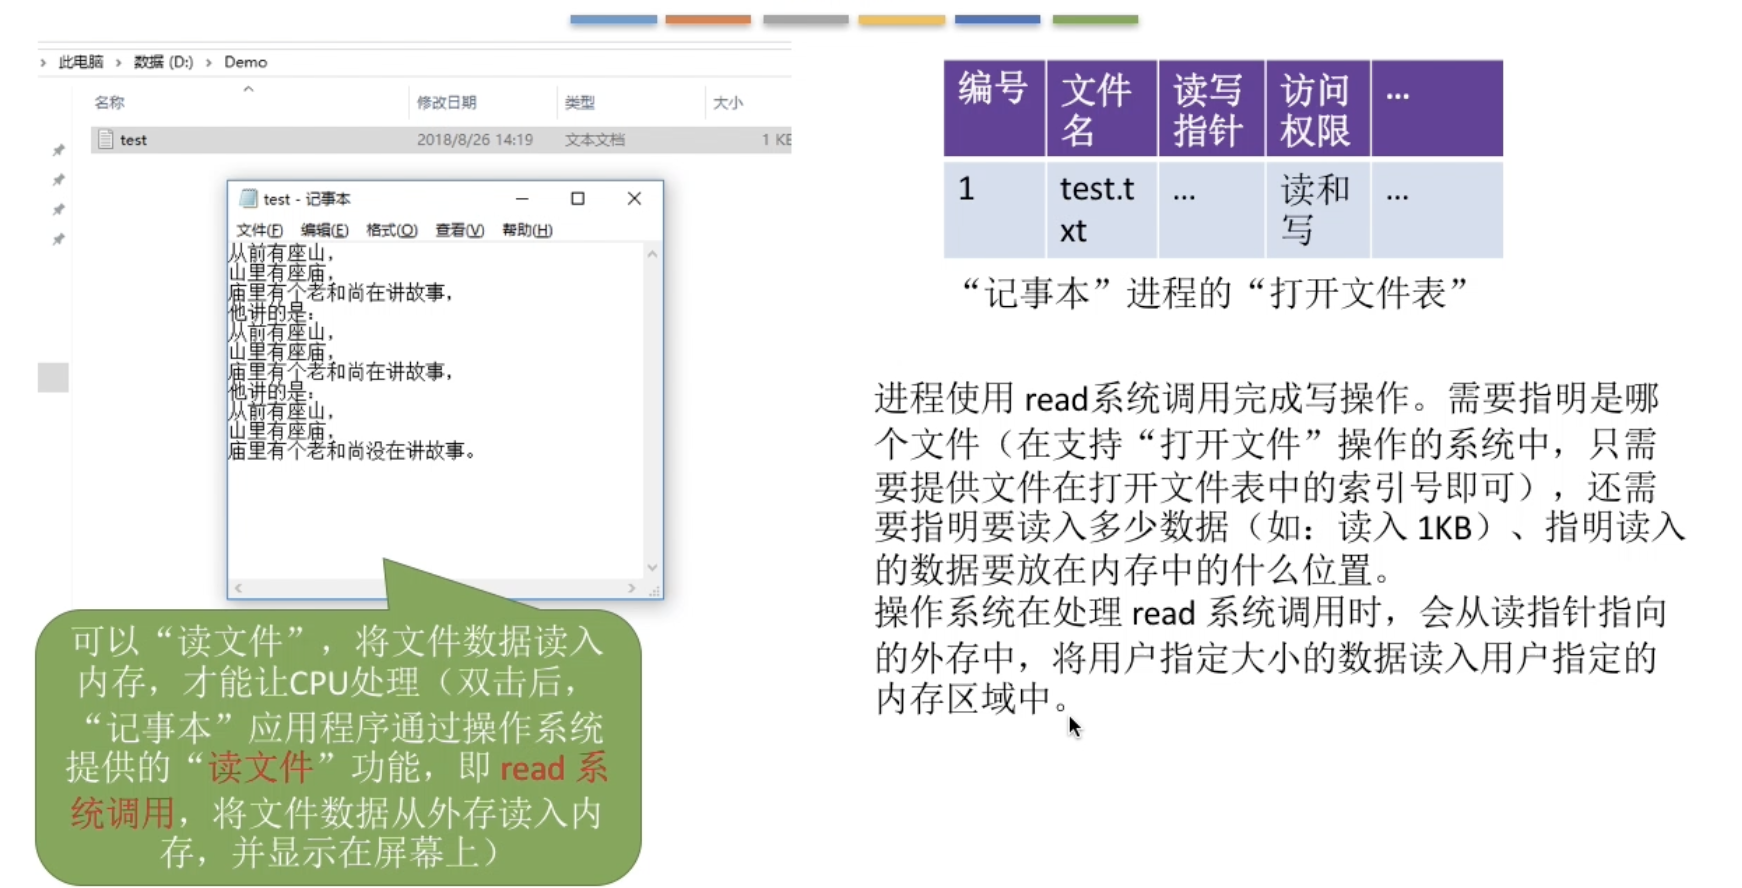 此电脑 › 数据 (D:) › Demo
名称 修改日期 类型 大小
test 2018/8/26 14:19 文本文档 1 KB
test - 记事本
文件(F) 编辑(E) 格式(O) 查看(V) 帮助(H)
从前有座山，
山里有座庙，
庙里有个老和尚在讲故事，
他讲的是：
从前有座山，
山里有座庙，
庙里有个老和尚在讲故事，
他讲的是：
从前有座山，
山里有座庙，
庙里有个老和尚没在讲故事。
可以“读文件”，将文件数据读入
内存，才能让CPU处理（双击后，
“记事本”应用程序通过操作系统
提供的“读文件”功能，即 read 系
统调用，将文件数据从外存读入内
存，并显示在屏幕上）
编号 文件 读写 访问 ...
名 指针 权限
1 test.t ... 读和 ...
xt 写
“记事本”进程的“打开文件表”
进程使用 read系统调用完成写操作。需要指明是哪
个文件（在支持“打开文件”操作的系统中，只需
要提供文件在打开文件表中的索引号即可），还需
要指明要读入多少数据（如：读入 1KB）、指明读入
的数据要放在内存中的什么位置。
操作系统在处理 read 系统调用时，会从读指针指向
的外存中，将用户指定大小的数据读入用户指定的
内存区域中。